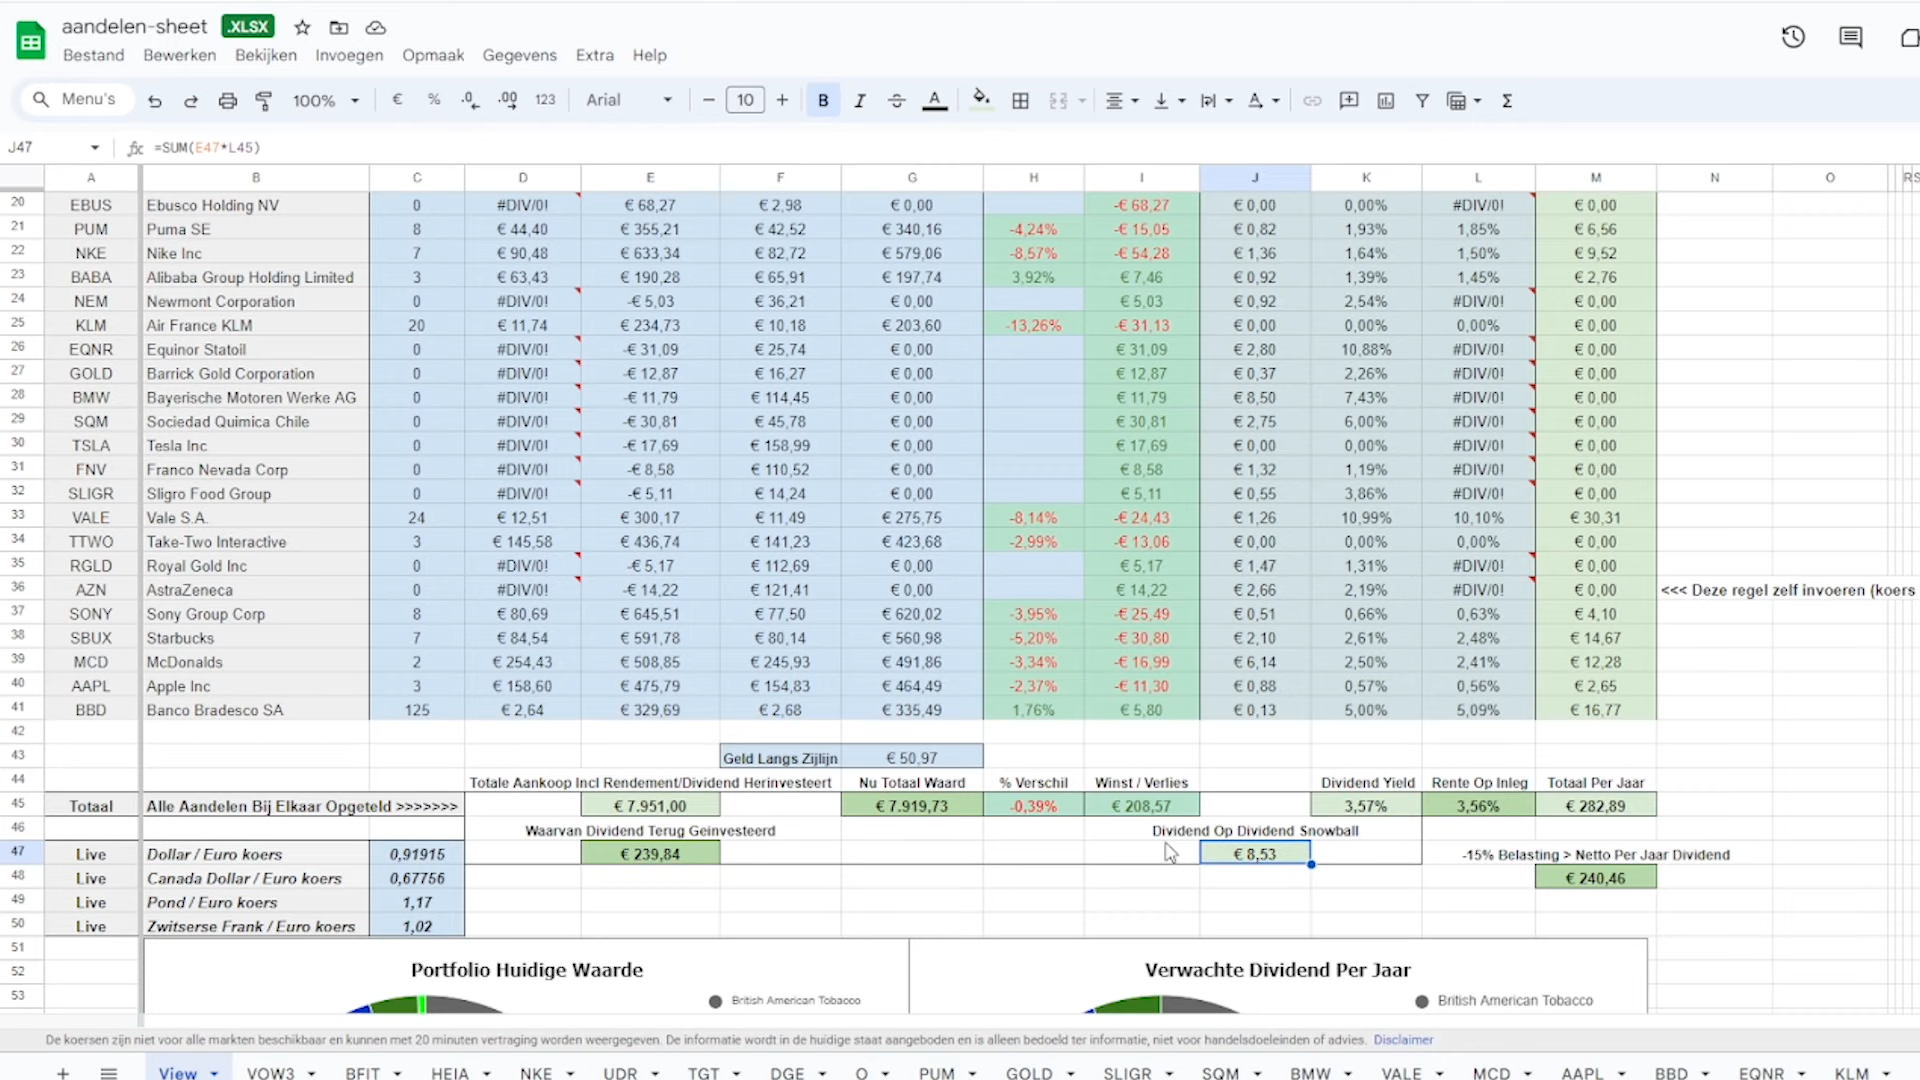 aandelen-sheet .XLSX
Bestand Bewerken Bekijken Invoegen Opmaak Gegevens Extra Help
Menu's 100% € % .0 .00 123 Arial 10 B I A Σ
J47 fx =SUM(E47*L45)
A B C D E F G H I J K L M N O R S
20 EBUS Ebusco Holding NV 0 #DIV/0! € 68,27 € 2,98 € 0,00 -€ 68,27 € 0,00 0,00% #DIV/0! € 0,00
21 PUM Puma SE 8 € 44,40 € 355,21 € 42,52 € 340,16 -4,24% -€ 15,05 € 0,82 1,93% 1,85% € 6,56
22 NKE Nike Inc 7 € 90,48 € 633,34 € 82,72 € 579,06 -8,57% -€ 54,28 € 1,36 1,64% 1,50% € 9,52
23 BABA Alibaba Group Holding Limited 3 € 63,43 € 190,28 € 65,91 € 197,74 3,92% € 7,46 € 0,92 1,39% 1,45% € 2,76
24 NEM Newmont Corporation 0 #DIV/0! -€ 5,03 € 36,21 € 0,00 € 5,03 € 0,92 2,54% #DIV/0! € 0,00
25 KLM Air France KLM 20 € 11,74 € 234,73 € 10,18 € 203,60 -13,26% -€ 31,13 € 0,00 0,00% 0,00% € 0,00
26 EQNR Equinor Statoil 0 #DIV/0! -€ 31,09 € 25,74 € 0,00 € 31,09 € 2,80 10,88% #DIV/0! € 0,00
27 GOLD Barrick Gold Corporation 0 #DIV/0! -€ 12,87 € 16,27 € 0,00 € 12,87 € 0,37 2,26% #DIV/0! € 0,00
28 BMW Bayerische Motoren Werke AG 0 #DIV/0! -€ 11,79 € 114,45 € 0,00 € 11,79 € 8,50 7,43% #DIV/0! € 0,00
29 SQM Sociedad Quimica Chile 0 #DIV/0! -€ 30,81 € 45,78 € 0,00 € 30,81 € 2,75 6,00% #DIV/0! € 0,00
30 TSLA Tesla Inc 0 #DIV/0! -€ 17,69 € 158,99 € 0,00 € 17,69 € 0,00 0,00% #DIV/0! € 0,00
31 FNV Franco Nevada Corp 0 #DIV/0! -€ 8,58 € 110,52 € 0,00 € 8,58 € 1,32 1,19% #DIV/0! € 0,00
32 SLIGR Sligro Food Group 0 #DIV/0! -€ 5,11 € 14,24 € 0,00 € 5,11 € 0,55 3,86% #DIV/0! € 0,00
33 VALE Vale S.A. 24 € 12,51 € 300,17 € 11,49 € 275,75 -8,14% -€ 24,43 € 1,26 10,99% 10,10% € 30,31
34 TTWO Take-Two Interactive 3 € 145,58 € 436,74 € 141,23 € 423,68 -2,99% -€ 13,06 € 0,00 0,00% 0,00% € 0,00
35 RGLD Royal Gold Inc 0 #DIV/0! -€ 5,17 € 112,69 € 0,00 € 5,17 € 1,47 1,31% #DIV/0! € 0,00
36 AZN AstraZeneca 0 #DIV/0! -€ 14,22 € 121,41 € 0,00 € 14,22 € 2,66 2,19% #DIV/0! € 0,00 <<< Deze regel zelf invoeren (koers
37 SONY Sony Group Corp 8 € 80,69 € 645,51 € 77,50 € 620,02 -3,95% -€ 25,49 € 0,51 0,66% 0,63% € 4,10
38 SBUX Starbucks 7 € 84,54 € 591,78 € 80,14 € 560,98 -5,20% -€ 30,80 € 2,10 2,61% 2,48% € 14,67
39 MCD McDonalds 2 € 254,43 € 508,85 € 245,93 € 491,86 -3,34% -€ 16,99 € 6,14 2,50% 2,41% € 12,28
40 AAPL Apple Inc 3 € 158,60 € 475,79 € 154,83 € 464,49 -2,37% -€ 11,30 € 0,88 0,57% 0,56% € 2,65
41 BBD Banco Bradesco SA 125 € 2,64 € 329,69 € 2,68 € 335,49 1,76% € 5,80 € 0,13 5,00% 5,09% € 16,77
42
43 Geld Langs Zijlijn € 50,97
44 Totale Aankoop Incl Rendement/Dividend Herinvesteert Nu Totaal Waard % Verschil Winst / Verlies Dividend Yield Rente Op Inleg Totaal Per Jaar
45 Totaal Alle Aandelen Bij Elkaar Opgeteld >>>>>>> € 7.951,00 € 7.919,73 -0,39% € 208,57 3,57% 3,56% € 282,89
46 Waarvan Dividend Terug Geinvesteerd Dividend Op Dividend Snowball
47 Live Dollar / Euro koers 0,91915 € 239,84 € 8,53 -15% Belasting > Netto Per Jaar Dividend
48 Live Canada Dollar / Euro koers 0,67756 € 240,46
49 Live Pond / Euro koers 1,17
50 Live Zwitserse Frank / Euro koers 1,02
51
52 Portfolio Huidige Waarde Verwachte Dividend Per Jaar
53 British American Tobacco British American Tobacco
De koersen zijn niet voor alle markten beschikbaar en kunnen met 20 minuten vertraging worden weergegeven. De informatie wordt in de huidige staat aangeboden en is alleen bedoeld ter informatie, niet voor handelsdoeleinden of advies. Disclaimer
+ View VOW3 BFIT HEIA NKE UDR TGT DGE O PUM GOLD SLIGR SQM BMW VALE MCD AAPL BBD EQNR KLM